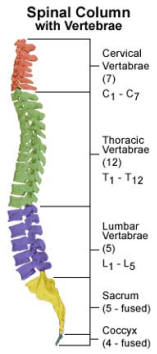 Spinal Column
with Vertebrae
Cervical
Vertabrae
(7)
C1 - C7
Thoracic
Vertabrae
(12)
T1 - T12
Lumbar
Vertabrae
(5)
L1 - L5
Sacrum
(5 - fused)
Coccyx
(4 - fused)